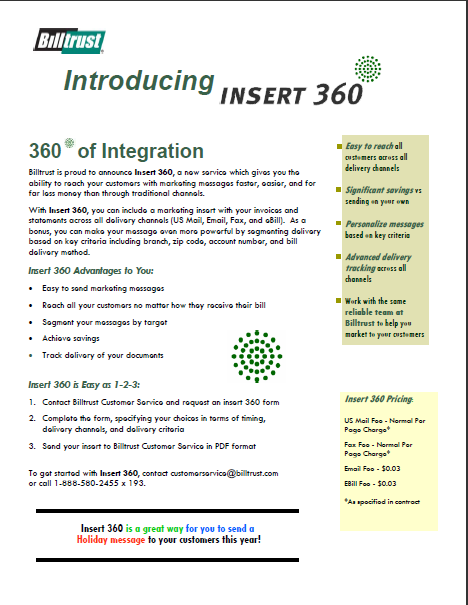 Billtrust
Introducing INSERT 360
360 of Integration
Billtrust is proud to announce Insert 360, a new service which gives you the
ability to reach your customers with marketing messages faster, easier, and for
far less money than through traditional channels.
With Insert 360, you can include a marketing insert with your invoices and
statements across all delivery channels (US Mail, Email, Fax, and eBill). As a
bonus, you can make your message even more powerful by segmenting delivery
based on key criteria including branch, zip code, account number, and bill
delivery method.
Insert 360 Advantages to You:
• Easy to send marketing messages
• Reach all your customers no matter how they receive their bill
• Segment your messages by target
• Achieve savings
• Track delivery of your documents
Insert 360 is Easy as 1-2-3:
1. Contact Billtrust Customer Service and request an insert 360 form
2. Complete the form, specifying your choices in terms of timing,
delivery channels, and delivery criteria
3. Send your insert to Billtrust Customer Service in PDF format
To get started with Insert 360, contact customerservice@billtrust.com
or call 1-888-580-2455 x 193.
Insert 360 is a great way for you to send a
Holiday message to your customers this year!
Easy to reach all
customers across all
delivery channels
Significant savings vs
sending on your own
Personalize messages
based on key criteria
Advanced delivery
tracking across all
channels
Work with the same
reliable team at
Billtrust to help you
market to your customers
Insert 360 Pricing:
US Mail Fee - Normal Per
Page Charge*
Fax Fee - Normal Per
Page Charge*
Email Fee - $0.03
EBill Fee - $0.03
*As specified in contract